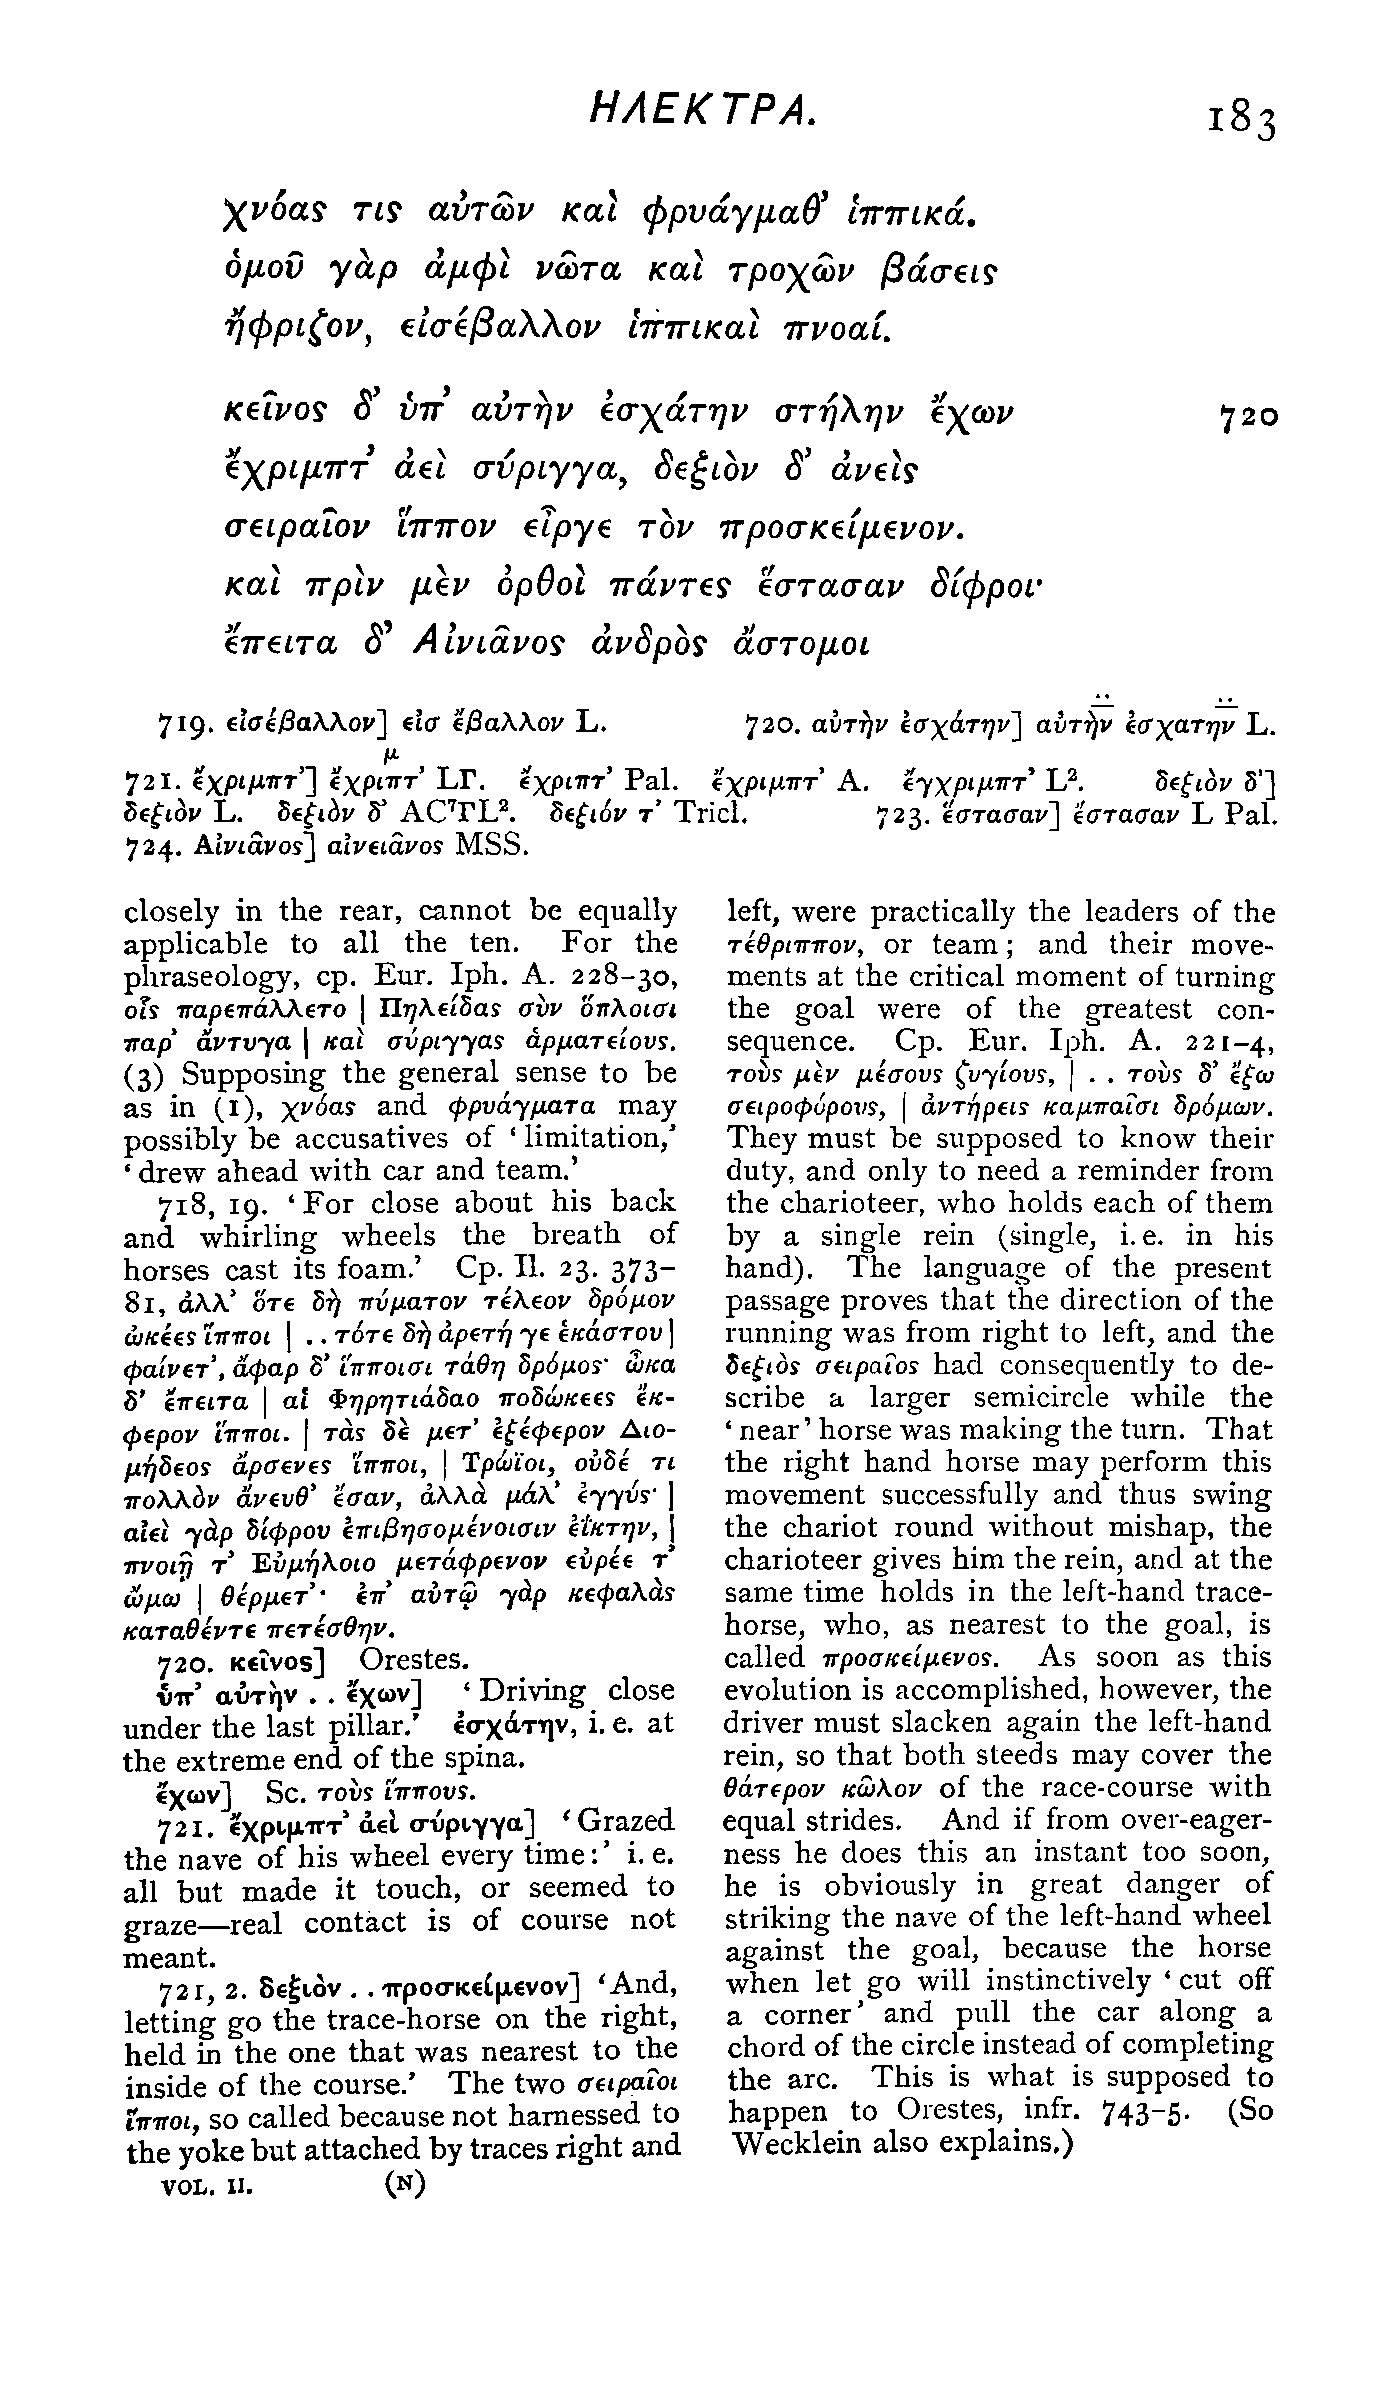 ΗΛΕΚΤΡΑ.
183
χνόας τις αὐτῶν καὶ φρυάγμαθ’ ἱππικά.
ὁμοῦ γὰρ ἀμφὶ νῶτα καὶ τροχῶν βάσεις
ἤφριζον, εἰσέβαλλον ἱππικαὶ πνοαί.
κεῖνος δ’ ὑπ’ αὐτὴν ἐσχάτην στήλην ἔχων 720
ἔχριμπτ’ ἀεὶ σύριγγα, δεξιὸν δ’ ἀνεὶς
σειραῖον ἵππον εἶργε τὸν προσκείμενον.
καὶ πρὶν μὲν ὀρθοὶ πάντες ἕστασαν δίφροι·
ἔπειτα δ’ Αἰνιᾶνος ἀνδρὸς ἄστομοι
719. εἰσέβαλλον] εἰσ ἔβαλλον L. 720. αὐτὴν ἐσχάτην] αὐτὴν ἐσχατην L.
μ
721. ἔχριμπτ’] ἔχριπτ’ LΓ. ἔχριπτ’ Pal. ἔχριμπτ’ A. ἔγχριμπτ’ L². δεξιὸν δ’]
δεξιὸν L. δεξιὸν δ’ AC⁷TL². δεξιόν τ’ Tricl. 723. ἕστασαν] ἔστασαν L Pal.
724. Αἰνιᾶνος] αἰνειᾶνος MSS.
closely in the rear, cannot be equally
applicable to all the ten. For the
phraseology, cp. Eur. Iph. A. 228–30,
οἷς παρεπάλλετο | Πηλείδας σὺν ὅπλοισι
παρ’ ἄντυγα | καὶ σύριγγας ἁρματείους.
(3) Supposing the general sense to be
as in (1), χνόας and φρυάγματα may
possibly be accusatives of ‘limitation,’
‘drew ahead with car and team.’
718, 19. ‘For close about his back
and whirling wheels the breath of
horses cast its foam.’ Cp. Il. 23. 373–
81, ἀλλ’ ὅτε δὴ πύματον τέλεον δρόμον
ὠκέες ἵπποι | . . τότε δὴ ἀρετή γε ἑκάστου |
φαίνετ’, ἄφαρ δ’ ἵπποισι τάθη δρόμος· ὦκα
δ’ ἔπειτα | αἱ Φηρητιάδαο ποδώκεες ἔκ-
φερον ἵπποι. | τὰς δὲ μετ’ ἐξέφερον Διο-
μήδεος ἄρσενες ἵπποι, | Τρώϊοι, οὐδέ τι
πολλὸν ἄνευθ’ ἔσαν, ἀλλὰ μάλ’ ἐγγύς· |
αἰεὶ γὰρ δίφρου ἐπιβησομένοισιν ἐΐκτην, |
πνοιῇ τ’ Εὐμήλοιο μετάφρενον εὐρέε τ’
ὤμω | θέρμετ’· ἐπ’ αὐτῷ γὰρ κεφαλὰς
καταθέντε πετέσθην.
720. κεῖνος] Orestes.
ὑπ’ αὐτὴν . . ἔχων] ‘Driving close
under the last pillar.’ ἐσχάτην, i. e. at
the extreme end of the spina.
ἔχων] Sc. τοὺς ἵππους.
721. ἔχριμπτ’ ἀεὶ σύριγγα] ‘Grazed
the nave of his wheel every time:’ i. e.
all but made it touch, or seemed to
graze—real contact is of course not
meant.
721, 2. δεξιὸν . . προσκείμενον] ‘And,
letting go the trace-horse on the right,
held in the one that was nearest to the
inside of the course.’ The two σειραῖοι
ἵπποι, so called because not harnessed to
the yoke but attached by traces right and
VOL. II. (N)
left, were practically the leaders of the
τέθριππον, or team; and their move-
ments at the critical moment of turning
the goal were of the greatest con-
sequence. Cp. Eur. Iph. A. 221–4,
τοὺς μὲν μέσους ζυγίους, | . . τοὺς δ’ ἔξω
σειροφόρους, | ἀντήρεις καμπαῖσι δρόμων.
They must be supposed to know their
duty, and only to need a reminder from
the charioteer, who holds each of them
by a single rein (single, i. e. in his
hand). The language of the present
passage proves that the direction of the
running was from right to left, and the
δεξιὸς σειραῖος had consequently to de-
scribe a larger semicircle while the
‘near’ horse was making the turn. That
the right hand horse may perform this
movement successfully and thus swing
the chariot round without mishap, the
charioteer gives him the rein, and at the
same time holds in the left-hand trace-
horse, who, as nearest to the goal, is
called προσκείμενος. As soon as this
evolution is accomplished, however, the
driver must slacken again the left-hand
rein, so that both steeds may cover the
θάτερον κῶλον of the race-course with
equal strides. And if from over-eager-
ness he does this an instant too soon,
he is obviously in great danger of
striking the nave of the left-hand wheel
against the goal, because the horse
when let go will instinctively ‘cut off
a corner’ and pull the car along a
chord of the circle instead of completing
the arc. This is what is supposed to
happen to Orestes, infr. 743–5. (So
Wecklein also explains.)